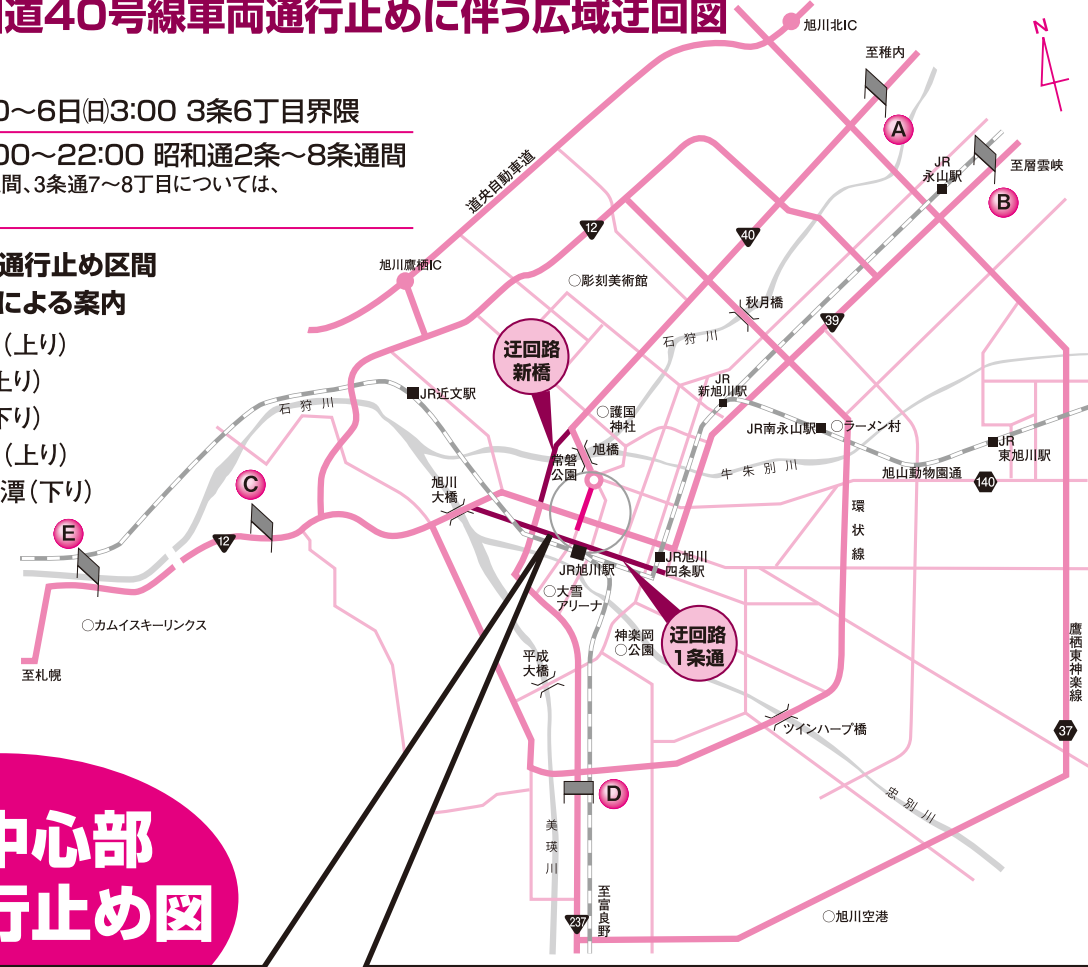 道40号線車両通行止めに伴う広域迂回図
0〜6日㈰3:00 3条6丁目界隈
00〜22:00 昭和通2条〜8条通間
間、3条通7〜8丁目については、
通行止め区間
による案内
（上り）
上り）
下り）
（上り）
潭（下り）
旭川北IC
N
至稚内
A
JR
永山駅
至層雲峡
B
道央自動車道
12
40
旭川鷹栖IC
○彫刻美術館
秋月橋
石狩川
39
迂回路
新橋
JR
新旭川駅
JR近文駅
石狩川
○護国
神社
JR南永山駅
○ラーメン村
旭橋
常磐
公園
牛朱別川
旭山動物園通
JR
東旭川駅
140
旭川
大橋
C
環状線
E
12
JR旭川駅
JR旭川
四条駅
○大雪
アリーナ
○カムイスキーリンクス
神楽岡
○公園
迂回路
1条通
至札幌
平成
大橋
鷹栖東神楽線
ツインハープ橋
37
D
忠別川
美瑛川
至富良野
237
○旭川空港
中心部
行止め図